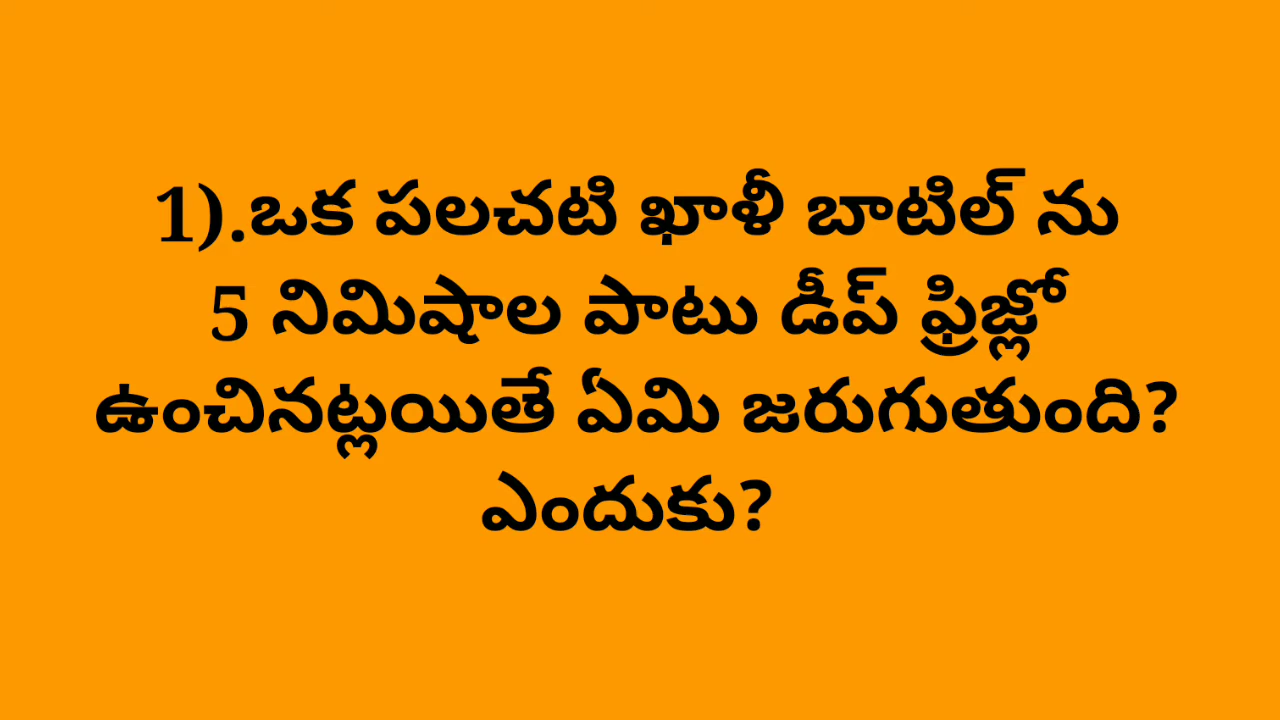 1).ఒక పలచటి ఖాళీ బాటిల్ ను
5 నిమిషాల పాటు డీప్ ఫ్రిజ్లో
ఉంచినట్లయితే ఏమి జరుగుతుంది?
ఎందుకు?